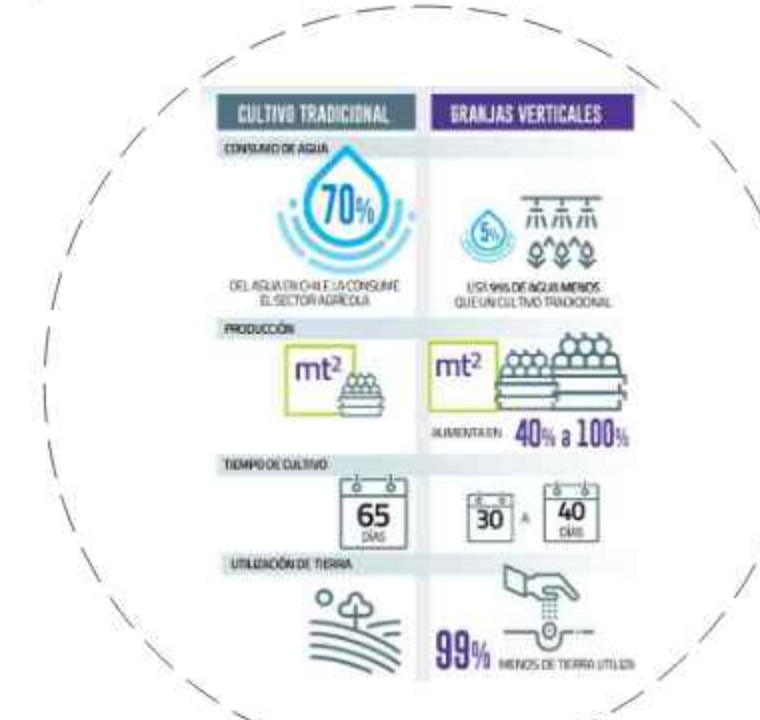 CULTIVO TRADICIONAL
GRANJAS VERTICALES
CONSUMO DE AGUA
70%
5%
DEL AGUA EN CHILE LA CONSUME
EL SECTOR AGRÍCOLA
USA 95% DE AGUA MENOS
QUE UN CULTIVO TRADICIONAL
PRODUCCIÓN
mt²
mt²
AUMENTA EN 40% a 100%
TIEMPO DE CULTIVO
65
DÍAS
30 A 40
DÍAS
UTILIZACIÓN DE TIERRA
99% MENOS DE TIERRA UTILIZA